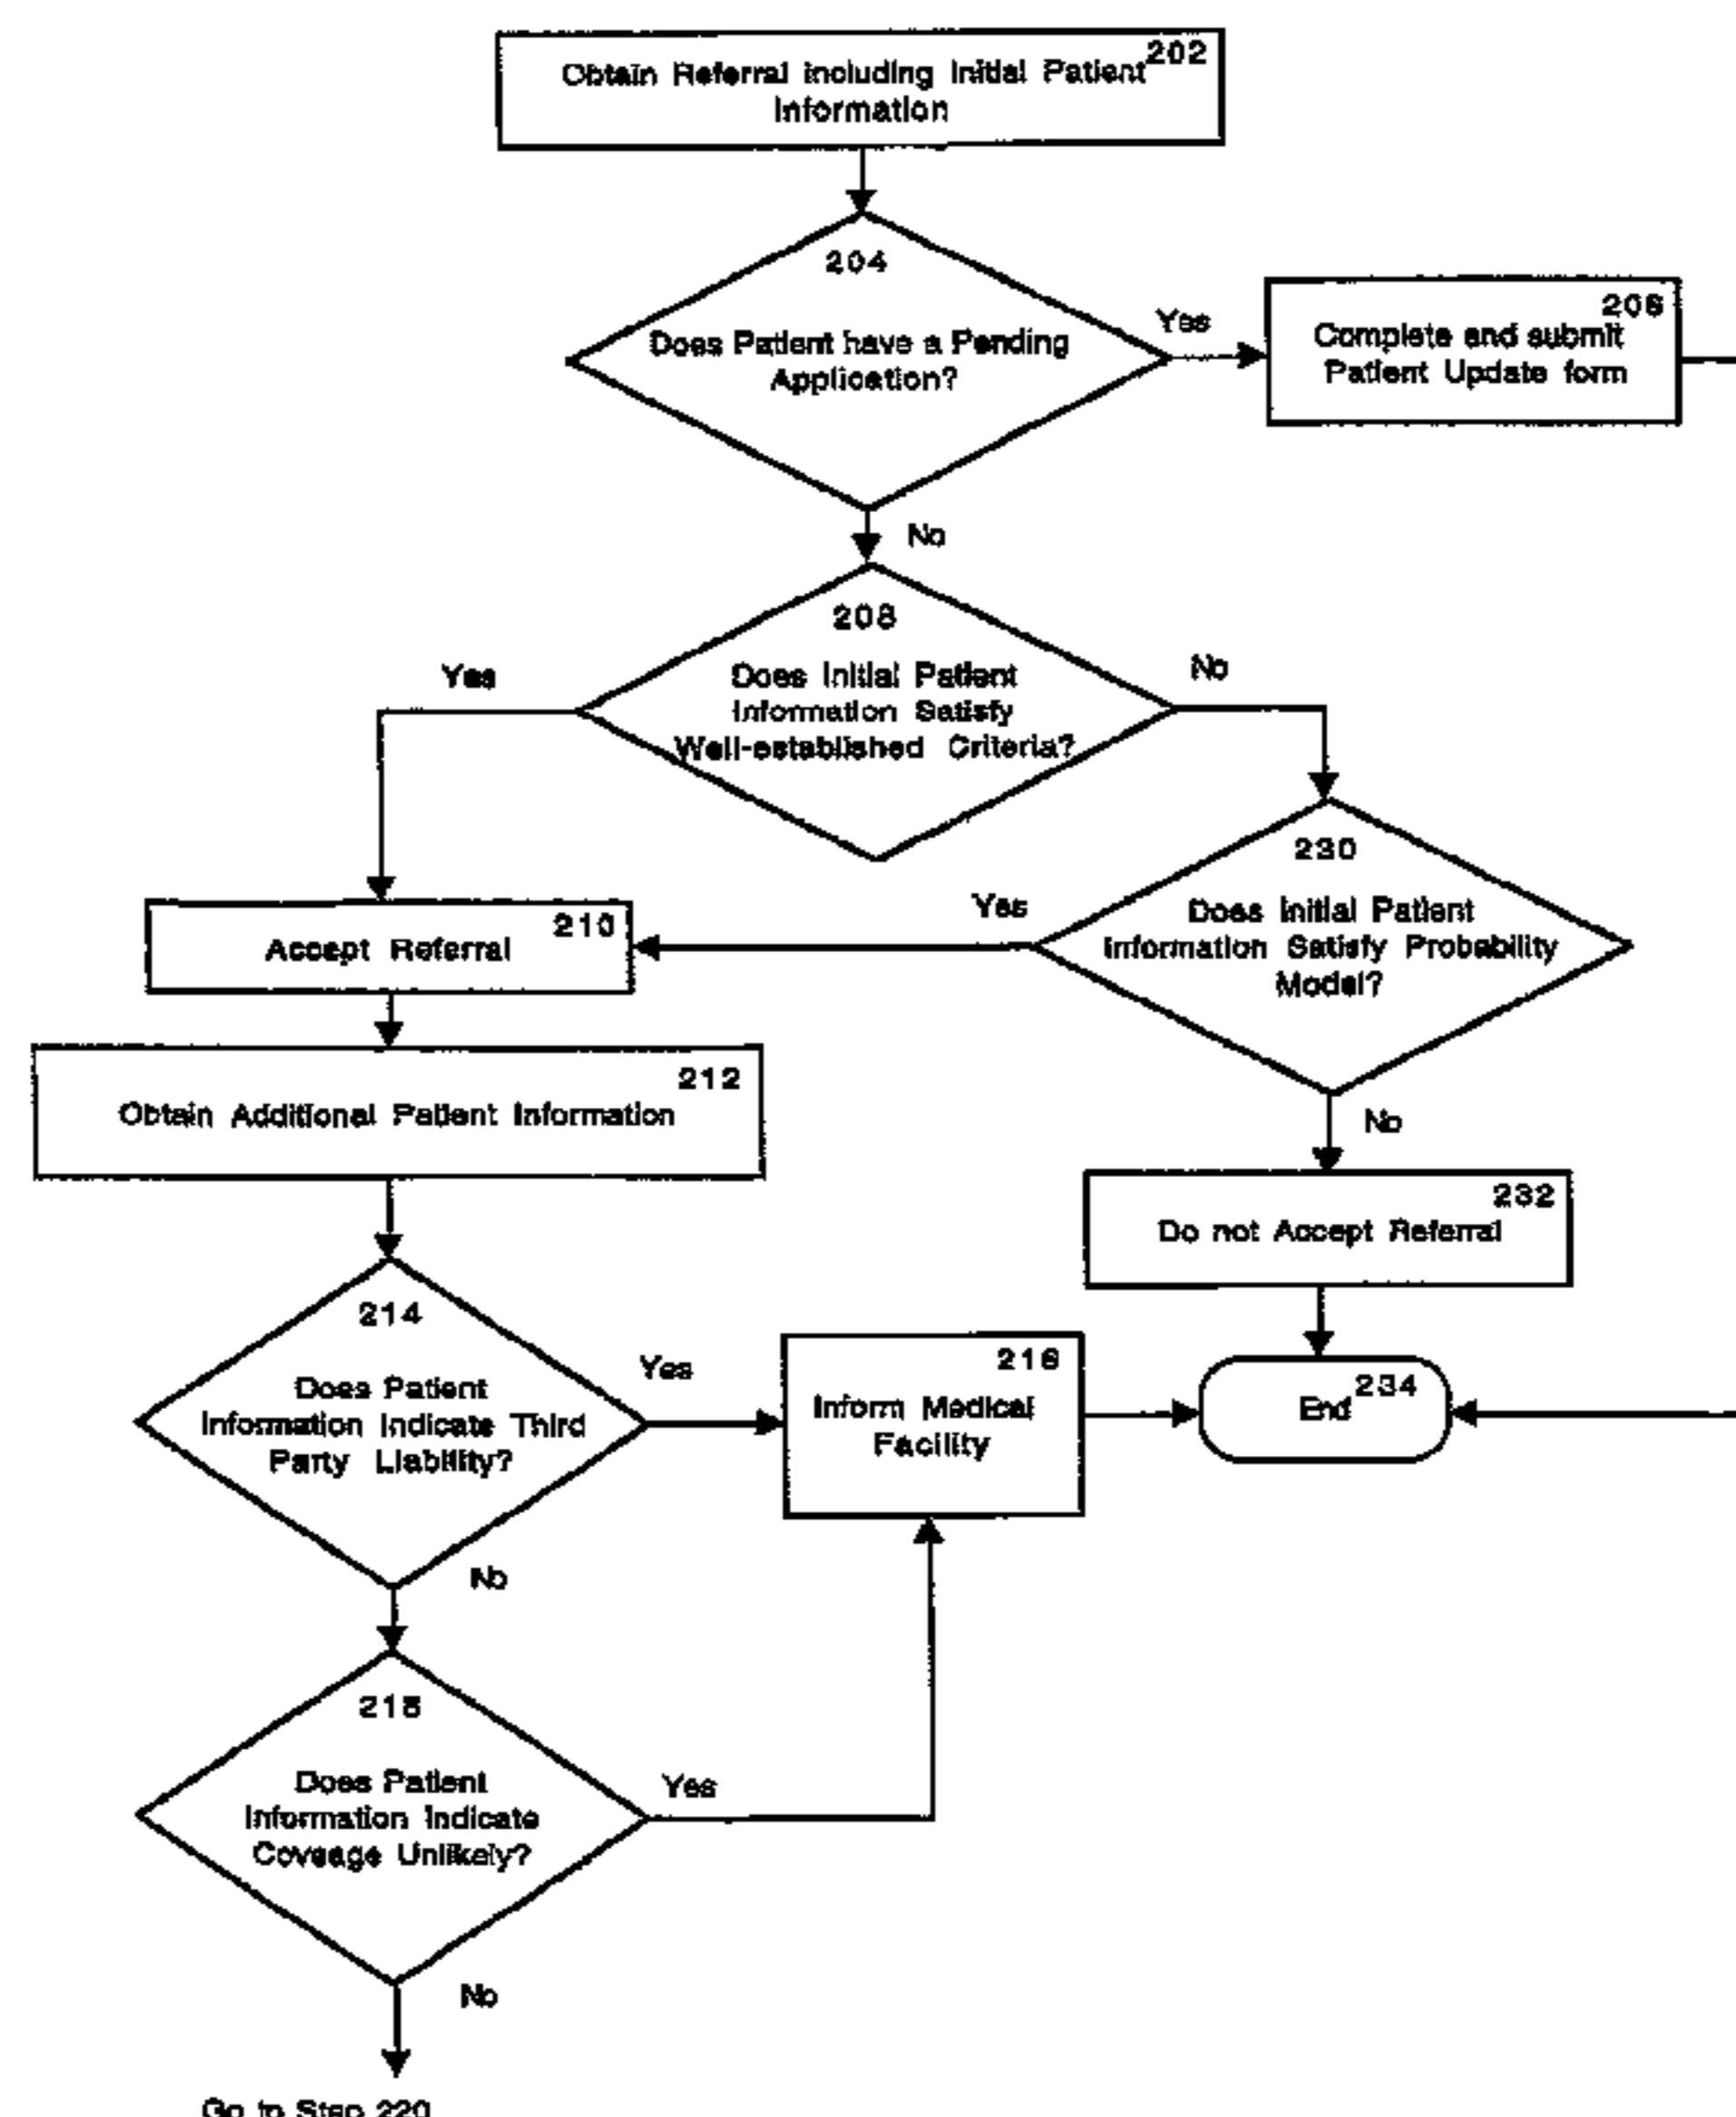 202
Obtain Referral including Initial Patient
Information
204
Does Patient have a Pending
Application?
Yes
206
Complete and submit
Patient Update form
No
208
Does Initial Patient
Information Satisfy
Well-established Criteria?
Yes
No
230
Does Initial Patient
Information Satisfy Probability
Model?
Yes
210
Accept Referral
212
Obtain Additional Patient Information
No
232
Do not Accept Referral
214
Does Patient
Information Indicate Third
Party Liability?
Yes
216
Inform Medical
Facility
234
End
No
218
Does Patient
Information Indicate
Coveage Unlikely?
Yes
No
Go to Step 220